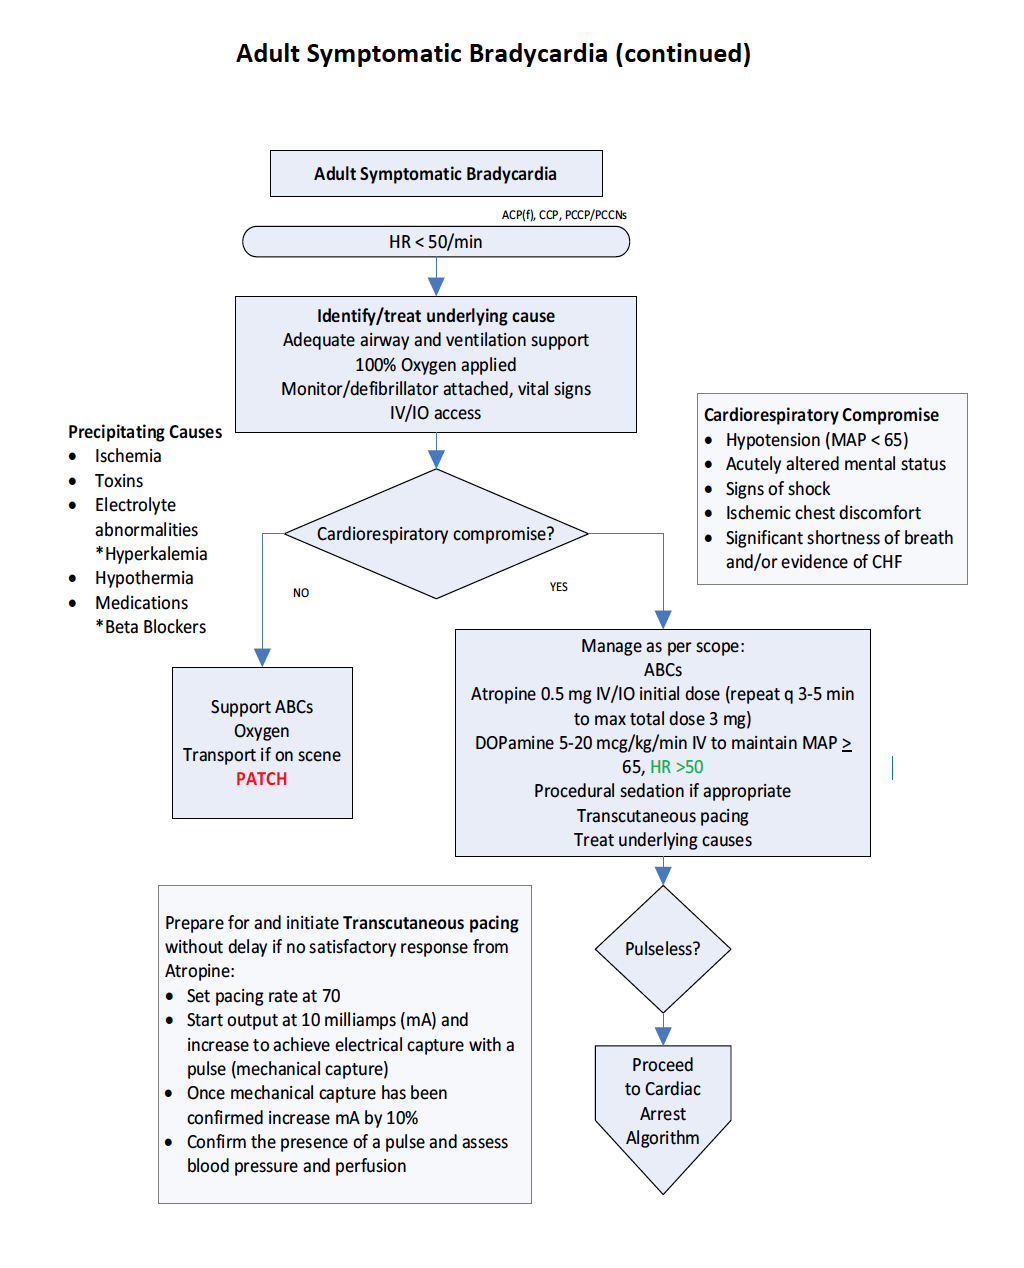 Adult Symptomatic Bradycardia (continued)
Adult Symptomatic Bradycardia
ACP(f), CCP, PCCP/PCCNs
HR < 50/min
Identify/treat underlying cause
Adequate airway and ventilation support
100% Oxygen applied
Monitor/defibrillator attached, vital signs
IV/IO access
Precipitating Causes
• Ischemia
• Toxins
• Electrolyte
abnormalities
*Hyperkalemia
• Hypothermia
• Medications
*Beta Blockers
Cardiorespiratory Compromise
• Hypotension (MAP < 65)
• Acutely altered mental status
• Signs of shock
• Ischemic chest discomfort
• Significant shortness of breath
and/or evidence of CHF
Cardiorespiratory compromise?
NO
YES
Support ABCs
Oxygen
Transport if on scene
PATCH
Manage as per scope:
ABCs
Atropine 0.5 mg IV/IO initial dose (repeat q 3-5 min
to max total dose 3 mg)
DOPamine 5-20 mcg/kg/min IV to maintain MAP ≥
65, HR >50
Procedural sedation if appropriate
Transcutaneous pacing
Treat underlying causes
Prepare for and initiate Transcutaneous pacing
without delay if no satisfactory response from
Atropine:
• Set pacing rate at 70
• Start output at 10 milliamps (mA) and
increase to achieve electrical capture with a
pulse (mechanical capture)
• Once mechanical capture has been
confirmed increase mA by 10%
• Confirm the presence of a pulse and assess
blood pressure and perfusion
Pulseless?
Proceed
to Cardiac
Arrest
Algorithm